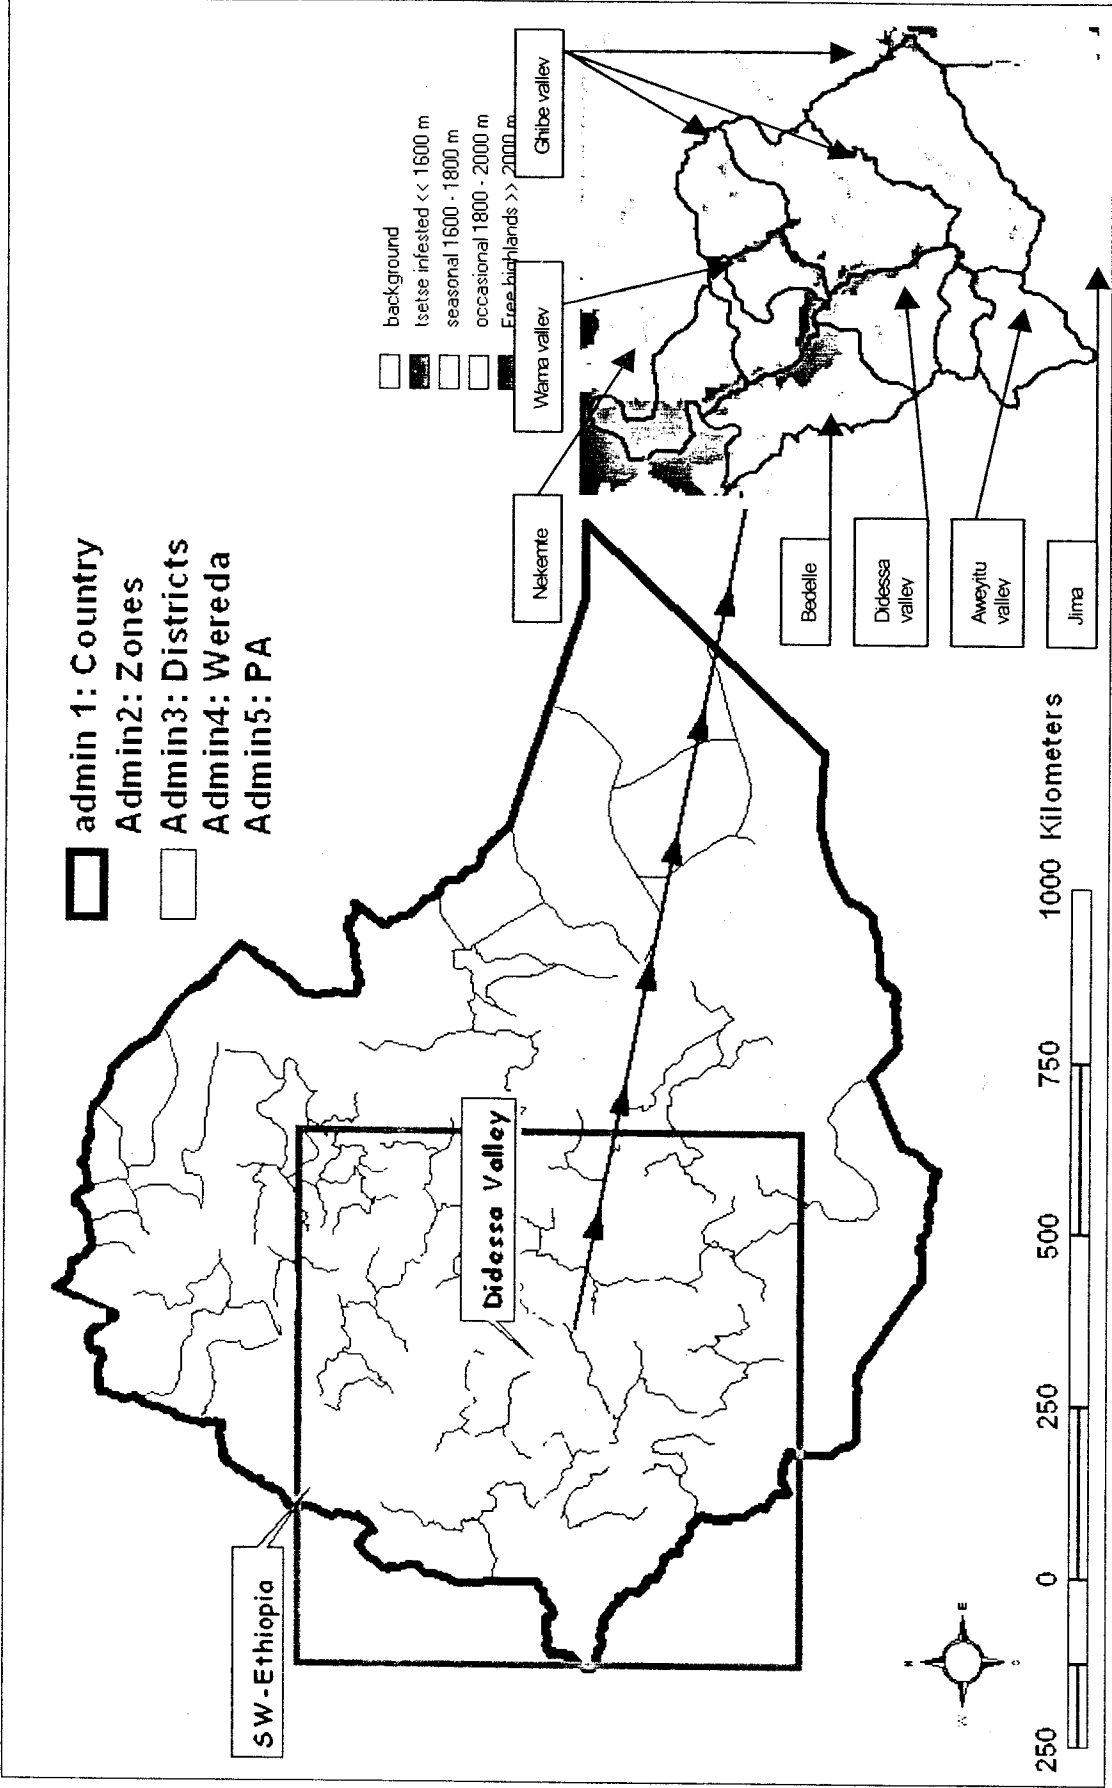 admin 1: Country
Admin2: Zones
Admin3: Districts
Admin4: Wereda
Admin5: PA
SW-Ethiopia
Didessa Valley
background
tsetse infested << 1600 m
seasonal 1600 - 1800 m
occasional 1800 - 2000 m
Free highlands >> 2000 m
Nekemte
Wama valley
Ghibe valley
Bedelle
Didessa
valley
Aweyitu
valley
Jima
N
W
E
250 0 250 500 750 1000 Kilometers